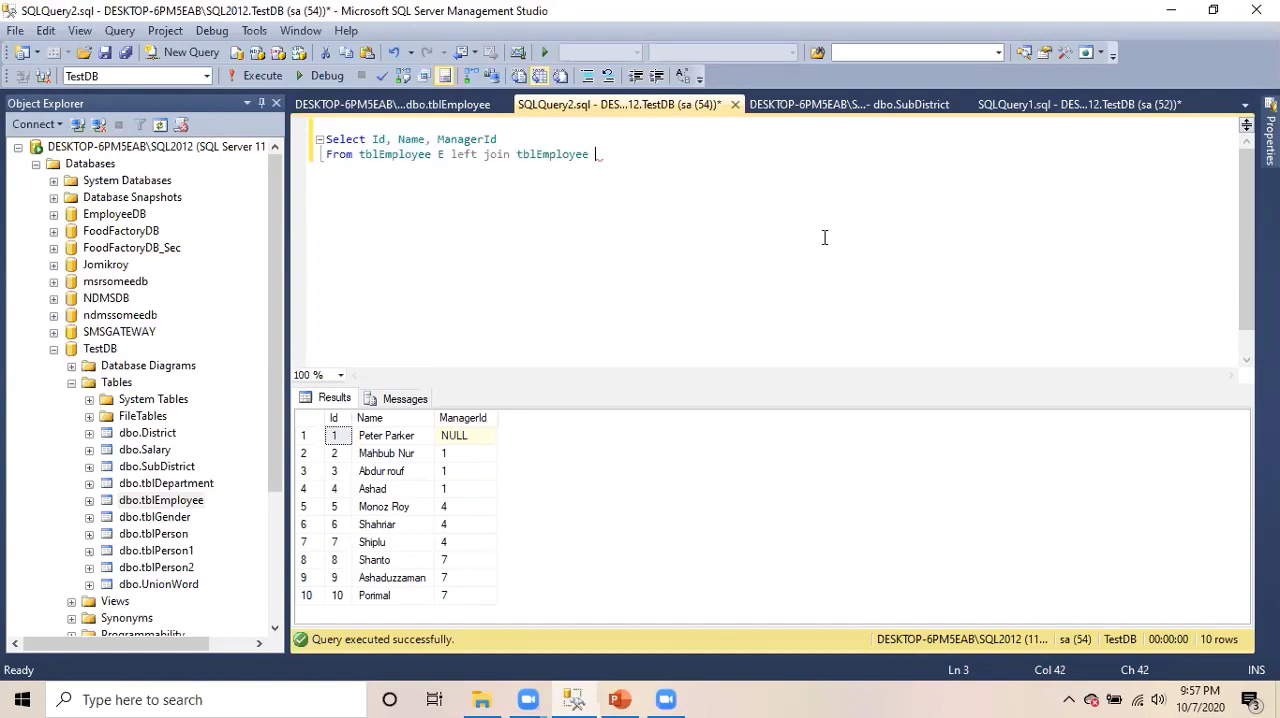 SQLQuery2.sql - DESKTOP-6PM5EAB\SQL2012.TestDB (sa (54))* - Microsoft SQL Server Management Studio
File Edit View Query Project Debug Tools Window Help
New Query
TestDB Execute Debug
Object Explorer
DESKTOP-6PM5EAB\...dbo.tblEmployee SQLQuery2.sql - DES...12.TestDB (sa (54))* DESKTOP-6PM5EAB\S... - dbo.SubDistrict SQLQuery1.sql - DES...12.TestDB (sa (52))*
Properties
Connect
DESKTOP-6PM5EAB\SQL2012 (SQL Server 11
Databases
System Databases
Database Snapshots
EmployeeDB
FoodFactoryDB
FoodFactoryDB_Sec
Jomikroy
msrsomeedb
NDMSDB
ndmssomeedb
SMSGATEWAY
TestDB
Database Diagrams
Tables
System Tables
FileTables
dbo.District
dbo.Salary
dbo.SubDistrict
dbo.tblDepartment
dbo.tblEmployee
dbo.tblGender
dbo.tblPerson
dbo.tblPerson1
dbo.tblPerson2
dbo.UnionWord
Views
Synonyms
Programmability
Select Id, Name, ManagerId
From tblEmployee E left join tblEmployee
100 %
Results Messages
Id Name ManagerId
1 1 Peter Parker NULL
2 2 Mahbub Nur 1
3 3 Abdur rouf 1
4 4 Ashad 1
5 5 Monoz Roy 4
6 6 Shahriar 4
7 7 Shiplu 4
8 8 Shanto 7
9 9 Ashaduzzaman 7
10 10 Porimal 7
Query executed successfully. DESKTOP-6PM5EAB\SQL2012 (11... sa (54) TestDB 00:00:00 10 rows
Ready Ln 3 Col 42 Ch 42 INS
Type here to search
9:57 PM
10/7/2020
3